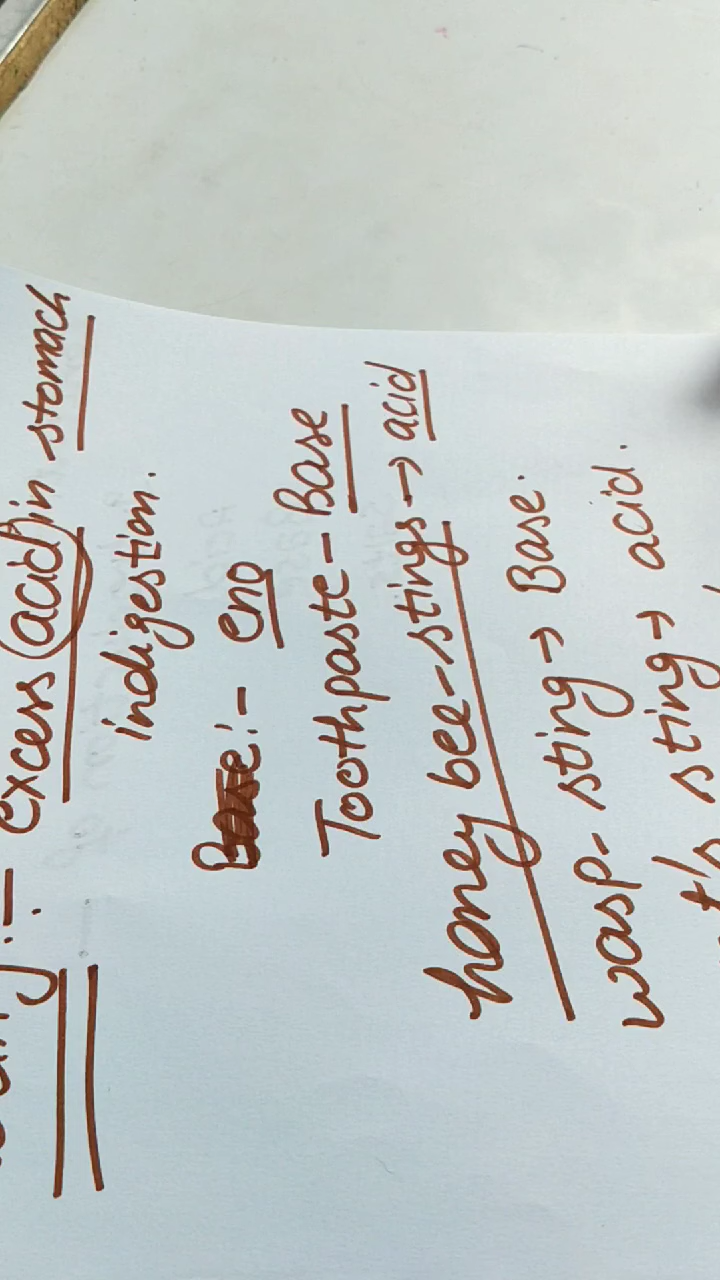 :- excess acid in stomach
indigestion.
Base:- eno
Toothpaste - Base
honey bee-stings → acid
wasp- sting → Base.
t's sting → acid.